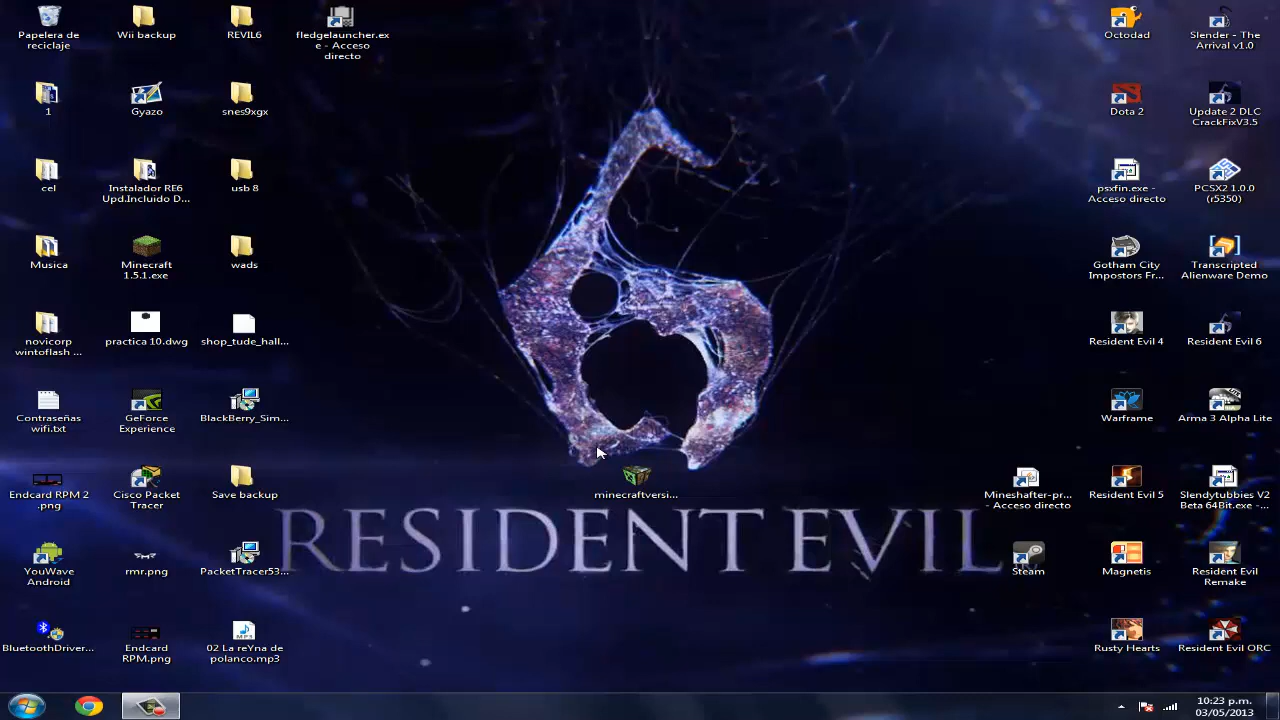 Papelera de
reciclaje
Wii backup
REVIL6
fledgelauncher.ex
e - Acceso
directo
Octodad
Slender - The
Arrival v1.0
1
Gyazo
snes9xgx
Dota 2
Update 2 DLC
CrackFixV3.5
cel
Instalador RE6
Upd.Incluido D...
usb 8
psxfin.exe -
Acceso directo
PCSX2 1.0.0
(r5350)
Musica
Minecraft
1.5.1.exe
wads
Gotham City
Impostors Fr...
Transcripted
Alienware Demo
novicorp
wintoflash ...
practica 10.dwg
shop_tude_hall...
Resident Evil 4
Resident Evil 6
Contraseñas
wifi.txt
GeForce
Experience
BlackBerry_Sim...
Warframe
Arma 3 Alpha Lite
Endcard RPM 2
.png
Cisco Packet
Tracer
Save backup
minecraftversi...
Mineshafter-pr...
- Acceso directo
Resident Evil 5
Slendytubbies V2
Beta 64Bit.exe -...
RESIDENT EVIL
YouWave
Android
rmr.png
PacketTracer53...
Steam
Magnetis
Resident Evil
Remake
BluetoothDriver...
Endcard
RPM.png
MP3
02 La reYna de
polanco.mp3
Rusty Hearts
Resident Evil ORC
10:23 p.m.
03/05/2013